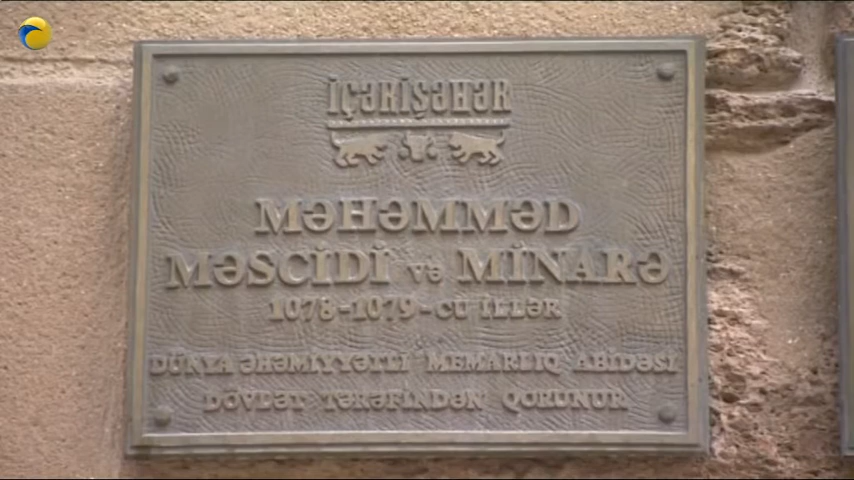 İÇƏRİŞƏHƏR
MƏHƏMMƏD
MƏSCİDİ və MİNARƏ
1078-1079-CU İLLƏR
DÜNYA ƏHƏMİYYƏTLİ MEMARLIQ ABİDƏSİ
DÖVLƏT TƏRƏFİNDƏN QORUNUR